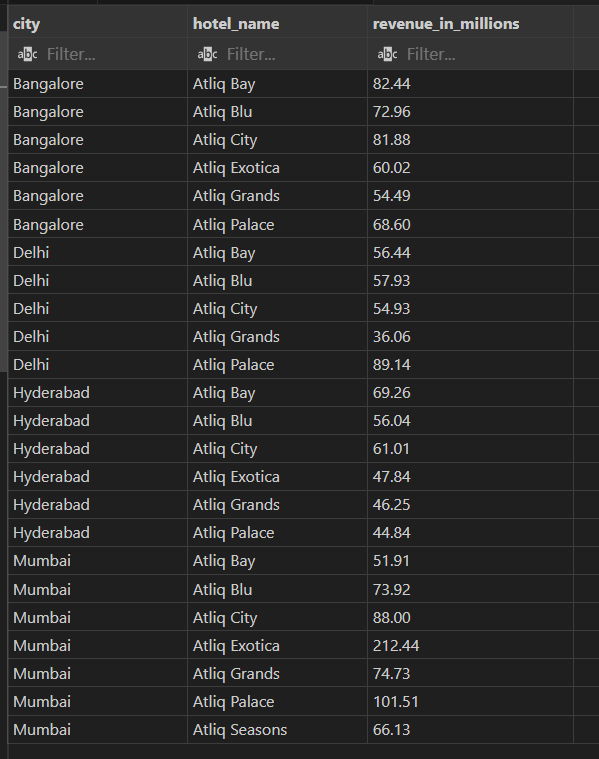 city hotel_name revenue_in_millions
abc Filter... abc Filter... abc Filter...
Bangalore Atliq Bay 82.44
Bangalore Atliq Blu 72.96
Bangalore Atliq City 81.88
Bangalore Atliq Exotica 60.02
Bangalore Atliq Grands 54.49
Bangalore Atliq Palace 68.60
Delhi Atliq Bay 56.44
Delhi Atliq Blu 57.93
Delhi Atliq City 54.93
Delhi Atliq Grands 36.06
Delhi Atliq Palace 89.14
Hyderabad Atliq Bay 69.26
Hyderabad Atliq Blu 56.04
Hyderabad Atliq City 61.01
Hyderabad Atliq Exotica 47.84
Hyderabad Atliq Grands 46.25
Hyderabad Atliq Palace 44.84
Mumbai Atliq Bay 51.91
Mumbai Atliq Blu 73.92
Mumbai Atliq City 88.00
Mumbai Atliq Exotica 212.44
Mumbai Atliq Grands 74.73
Mumbai Atliq Palace 101.51
Mumbai Atliq Seasons 66.13